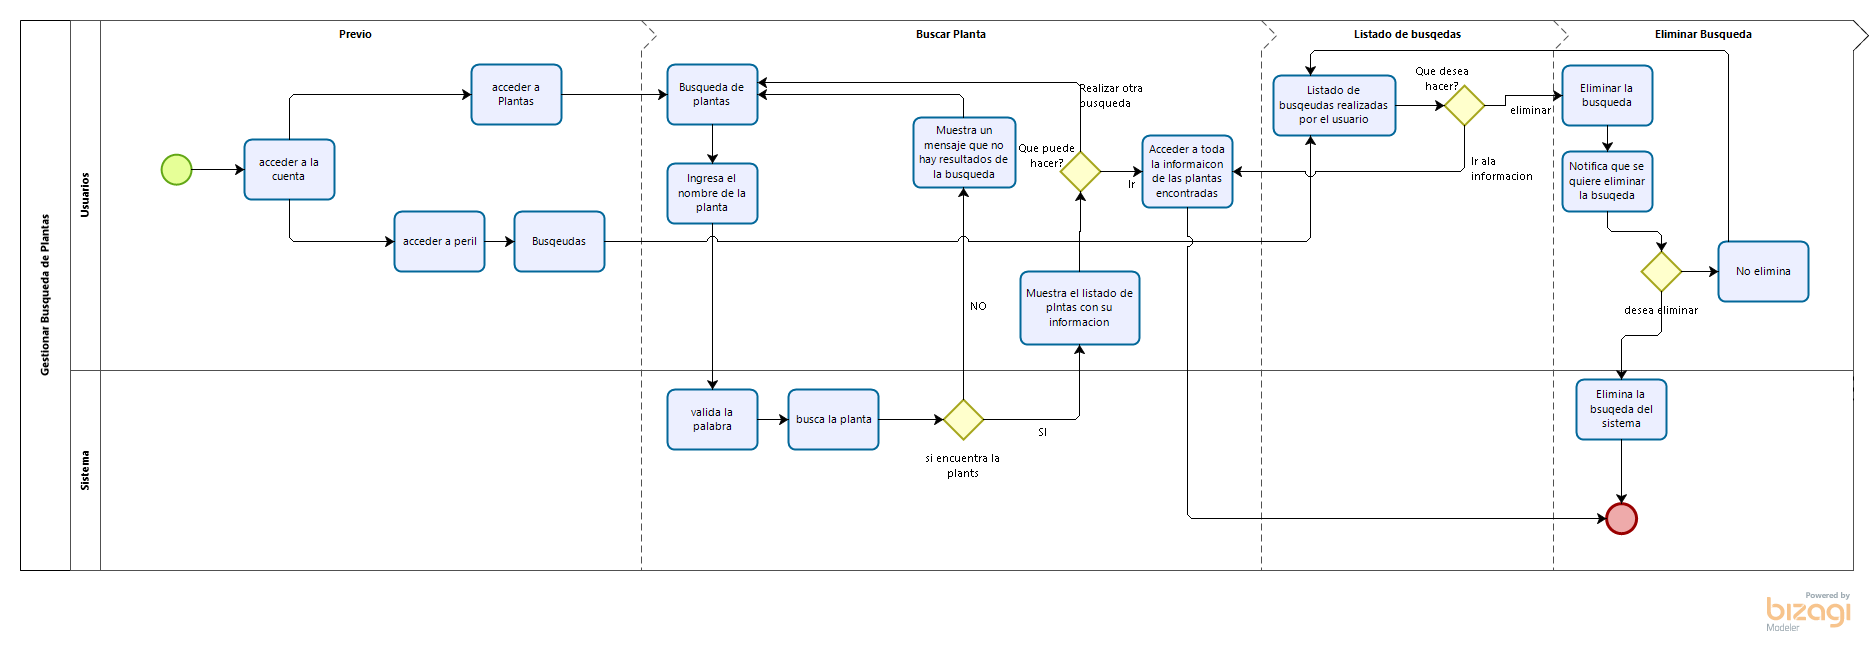 Gestionar Busqueda de Plantas
Usuarios
Sistema
Previo
Buscar Planta
Listado de busqedas
Eliminar Busqueda
acceder a la
cuenta
acceder a
Plantas
acceder a peril
Busqeudas
Busqueda de
plantas
Ingresa el
nombre de la
planta
valida la
palabra
busca la planta
si encuentra la
plants
NO
SI
Muestra un
mensaje que no
hay resultados de
la busqueda
Muestra el listado de
plntas con su
informacion
Que puede
hacer?
Realizar otra
busqueda
Ir
Acceder a toda
la informaicon
de las plantas
encontradas
Listado de
busqeudas realizadas
por el usuario
Que desea
hacer?
eliminar
Ir ala
informacion
Eliminar la
busqueda
Notifica que se
quiere eliminar
la bsuqeda
desea eliminar
No elimina
Elimina la
bsuqeda del
sistema
Powered by
bizagi
Modeler